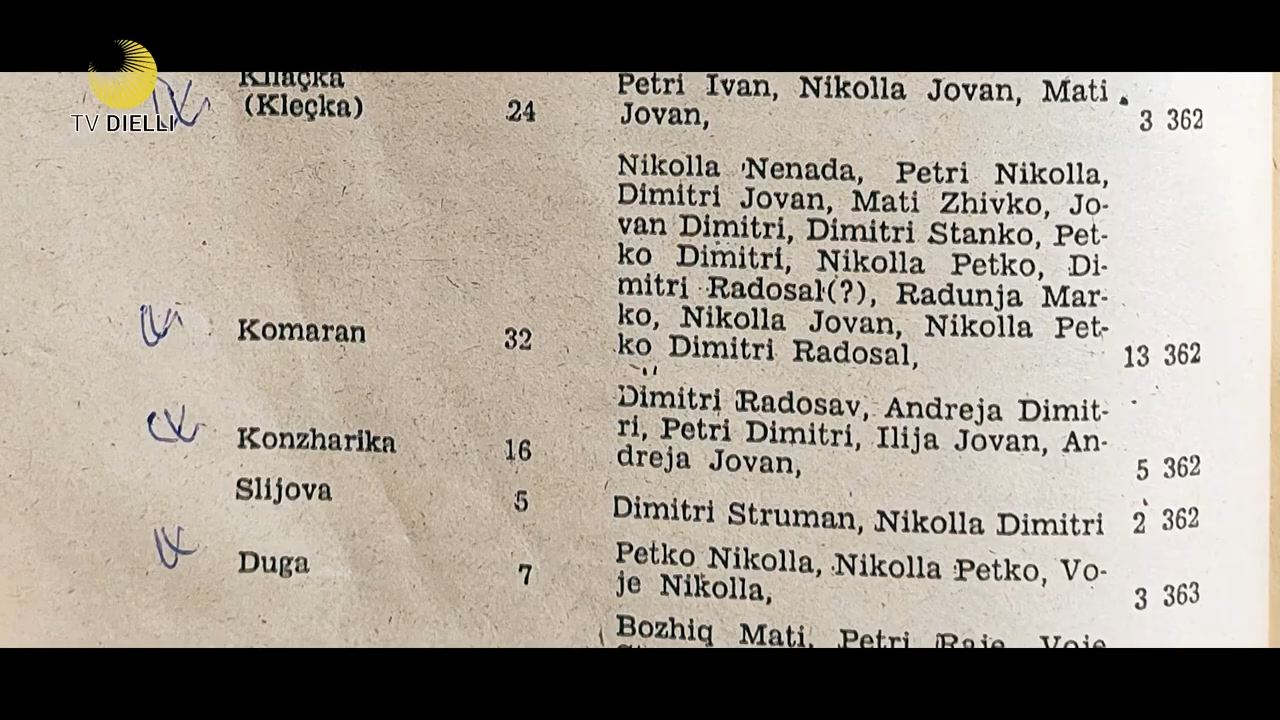 TV DIELLI
Petri Ivan, Nikolla Jovan, Mati
(Kleçka) 24 Jovan, 3 362
Nikolla Nenada, Petri Nikolla,
Dimitri Jovan, Mati Zhivko, Jo-
van Dimitri, Dimitri Stanko, Pet-
ko Dimitri, Nikolla Petko, Di-
mitri Radosal(?), Radunja Mar-
ko, Nikolla Jovan, Nikolla Pet-
Komaran 32 ko Dimitri Radosal, 13 362
Dimitri Radosav, Andreja Dimit-
ri, Petri Dimitri, Ilija Jovan, An-
Konzharika 16 dreja Jovan, 5 362
Slijova 5 Dimitri Struman, Nikolla Dimitri 2 362
Petko Nikolla, Nikolla Petko, Vo-
Duga 7 je Nikolla, 3 363
Bozhiq Mati, Petri Raje, Voje